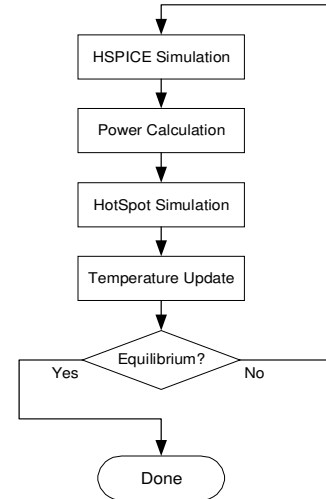 HSPICE Simulation
Power Calculation
HotSpot Simulation
Temperature Update
Equilibrium?
Yes
No
Done